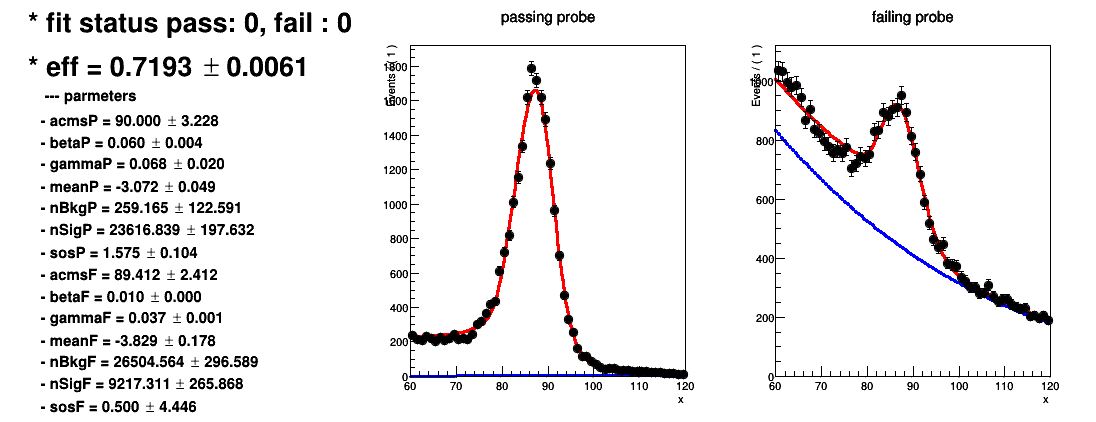 * fit status pass: 0, fail : 0
* eff = 0.7193 ± 0.0061
--- parmeters
- acmsP = 90.000 ± 3.228
- betaP = 0.060 ± 0.004
- gammaP = 0.068 ± 0.020
- meanP = -3.072 ± 0.049
- nBkgP = 259.165 ± 122.591
- nSigP = 23616.839 ± 197.632
- sosP = 1.575 ± 0.104
- acmsF = 89.412 ± 2.412
- betaF = 0.010 ± 0.000
- gammaF = 0.037 ± 0.001
- meanF = -3.829 ± 0.178
- nBkgF = 26504.564 ± 296.589
- nSigF = 9217.311 ± 265.868
- sosF = 0.500 ± 4.446
passing probe
Events / ( 1 )
1800
1600
1400
1200
1000
800
600
400
200
0
60 70 80 90 100 110 120
x
failing probe
Events / ( 1 )
1000
800
600
400
200
0
60 70 80 90 100 110 120
x